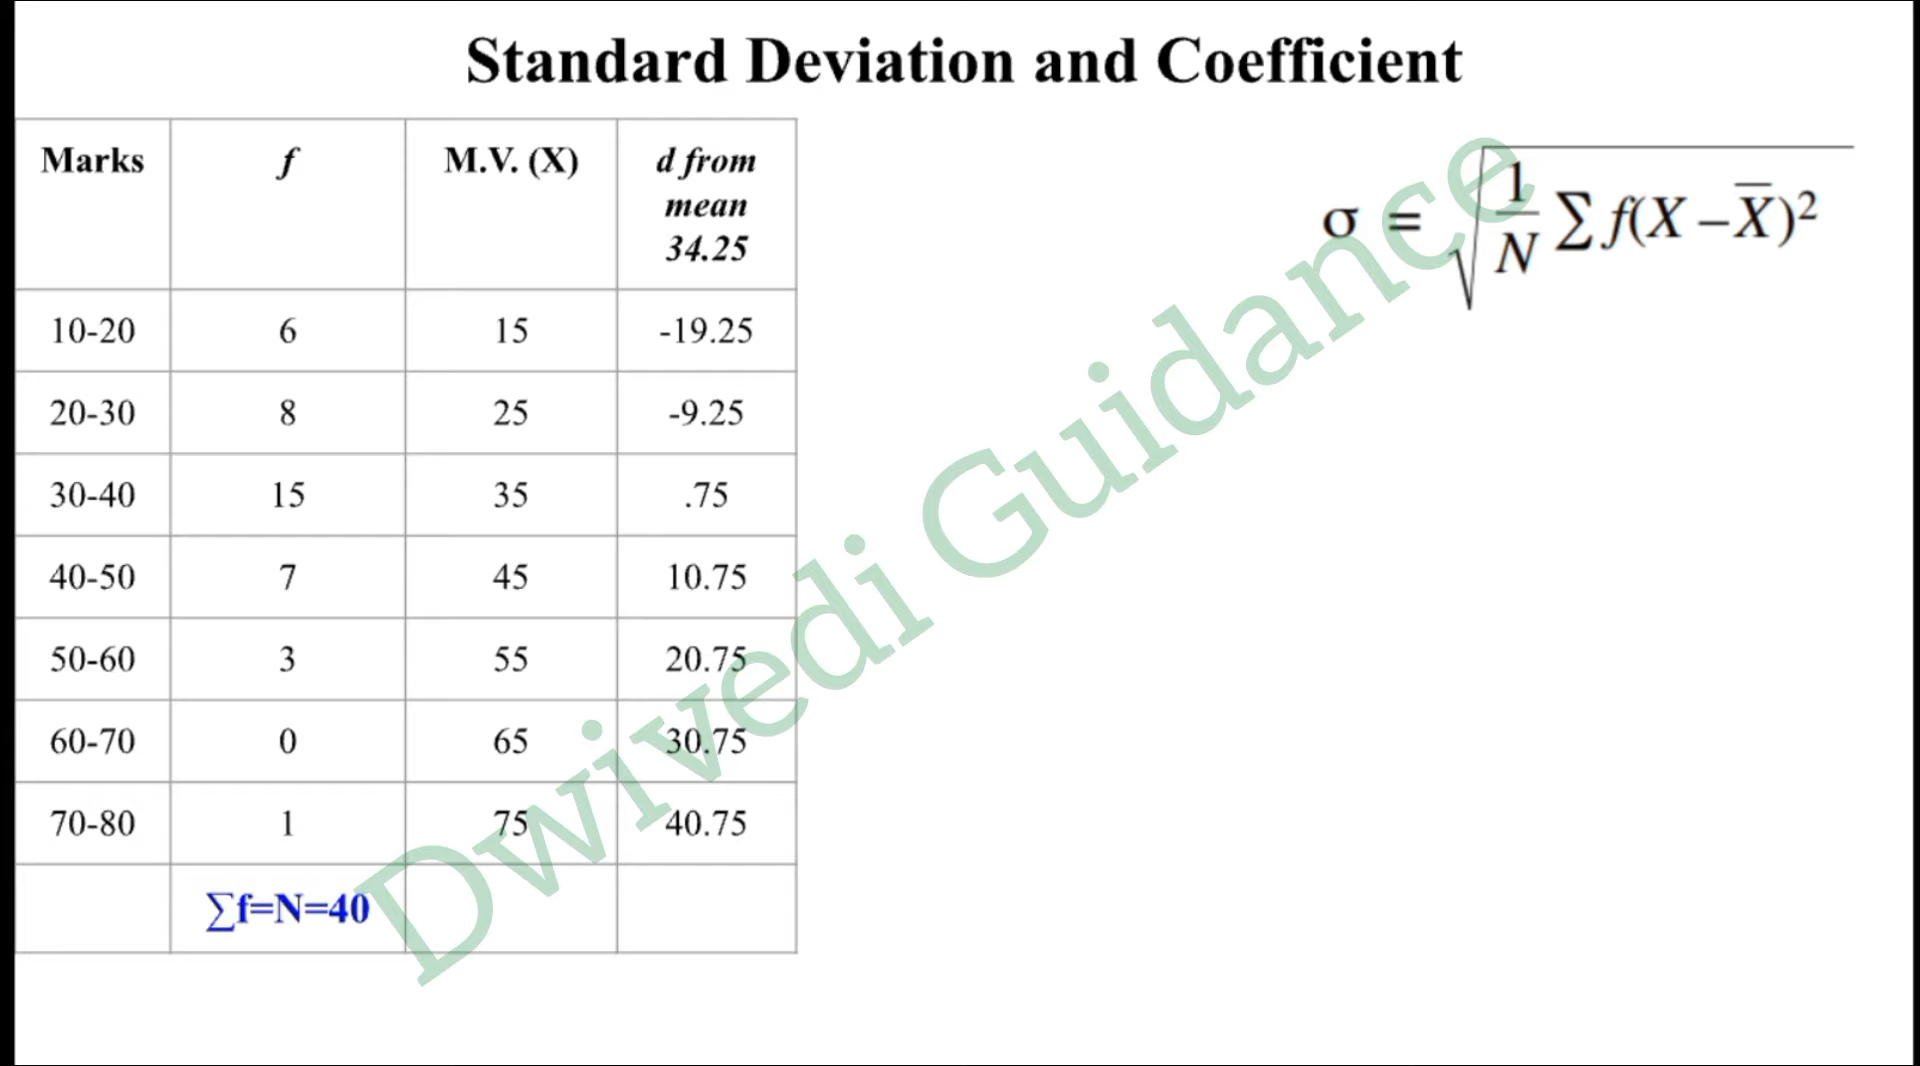 Standard Deviation and Coefficient
Marks f M.V. (X) d from mean 34.25
10-20 6 15 -19.25
20-30 8 25 -9.25
30-40 15 35 .75
40-50 7 45 10.75
50-60 3 55 20.75
60-70 0 65 30.75
70-80 1 75 40.75
∑f=N=40
σ = √(1/N ∑ f(X – X̅)²)
Dwivedi Guidance